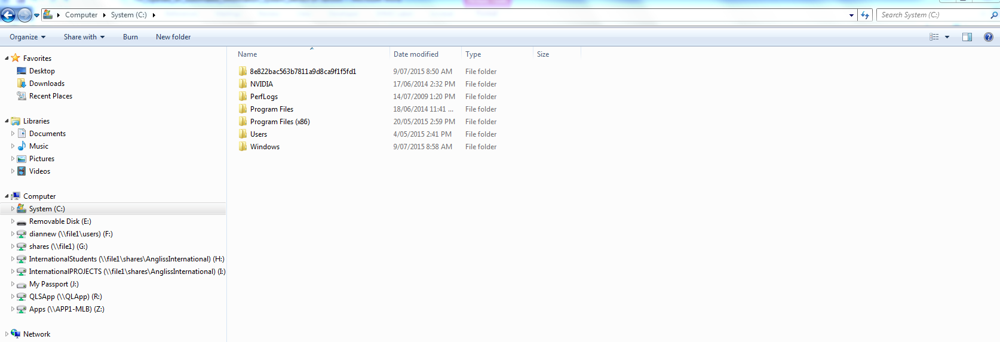 Computer System (C:) Search System (C:)
Organize Share with Burn New folder
Name Date modified Type Size
Favorites
Desktop
Downloads
Recent Places
Libraries
Documents
Music
Pictures
Videos
Computer
System (C:)
Removable Disk (E:)
diannew (\\file1\users) (F:)
shares (\\file1) (G:)
InternationalStudents (\\file1\shares\AnglissInternational) (H:)
InternationalPROJECTS (\\file1\shares\AnglissInternational) (I:)
My Passport (J:)
QLSApp (\\QLApp) (R:)
Apps (\\APP1-MLB) (Z:)
Network
8e822bac563b7811a9d8ca9f1f5fd1 9/07/2015 8:50 AM File folder
NVIDIA 17/06/2014 2:32 PM File folder
PerfLogs 14/07/2009 1:20 PM File folder
Program Files 18/06/2014 11:41 ... File folder
Program Files (x86) 20/05/2015 2:59 PM File folder
Users 4/05/2015 2:41 PM File folder
Windows 9/07/2015 8:58 AM File folder